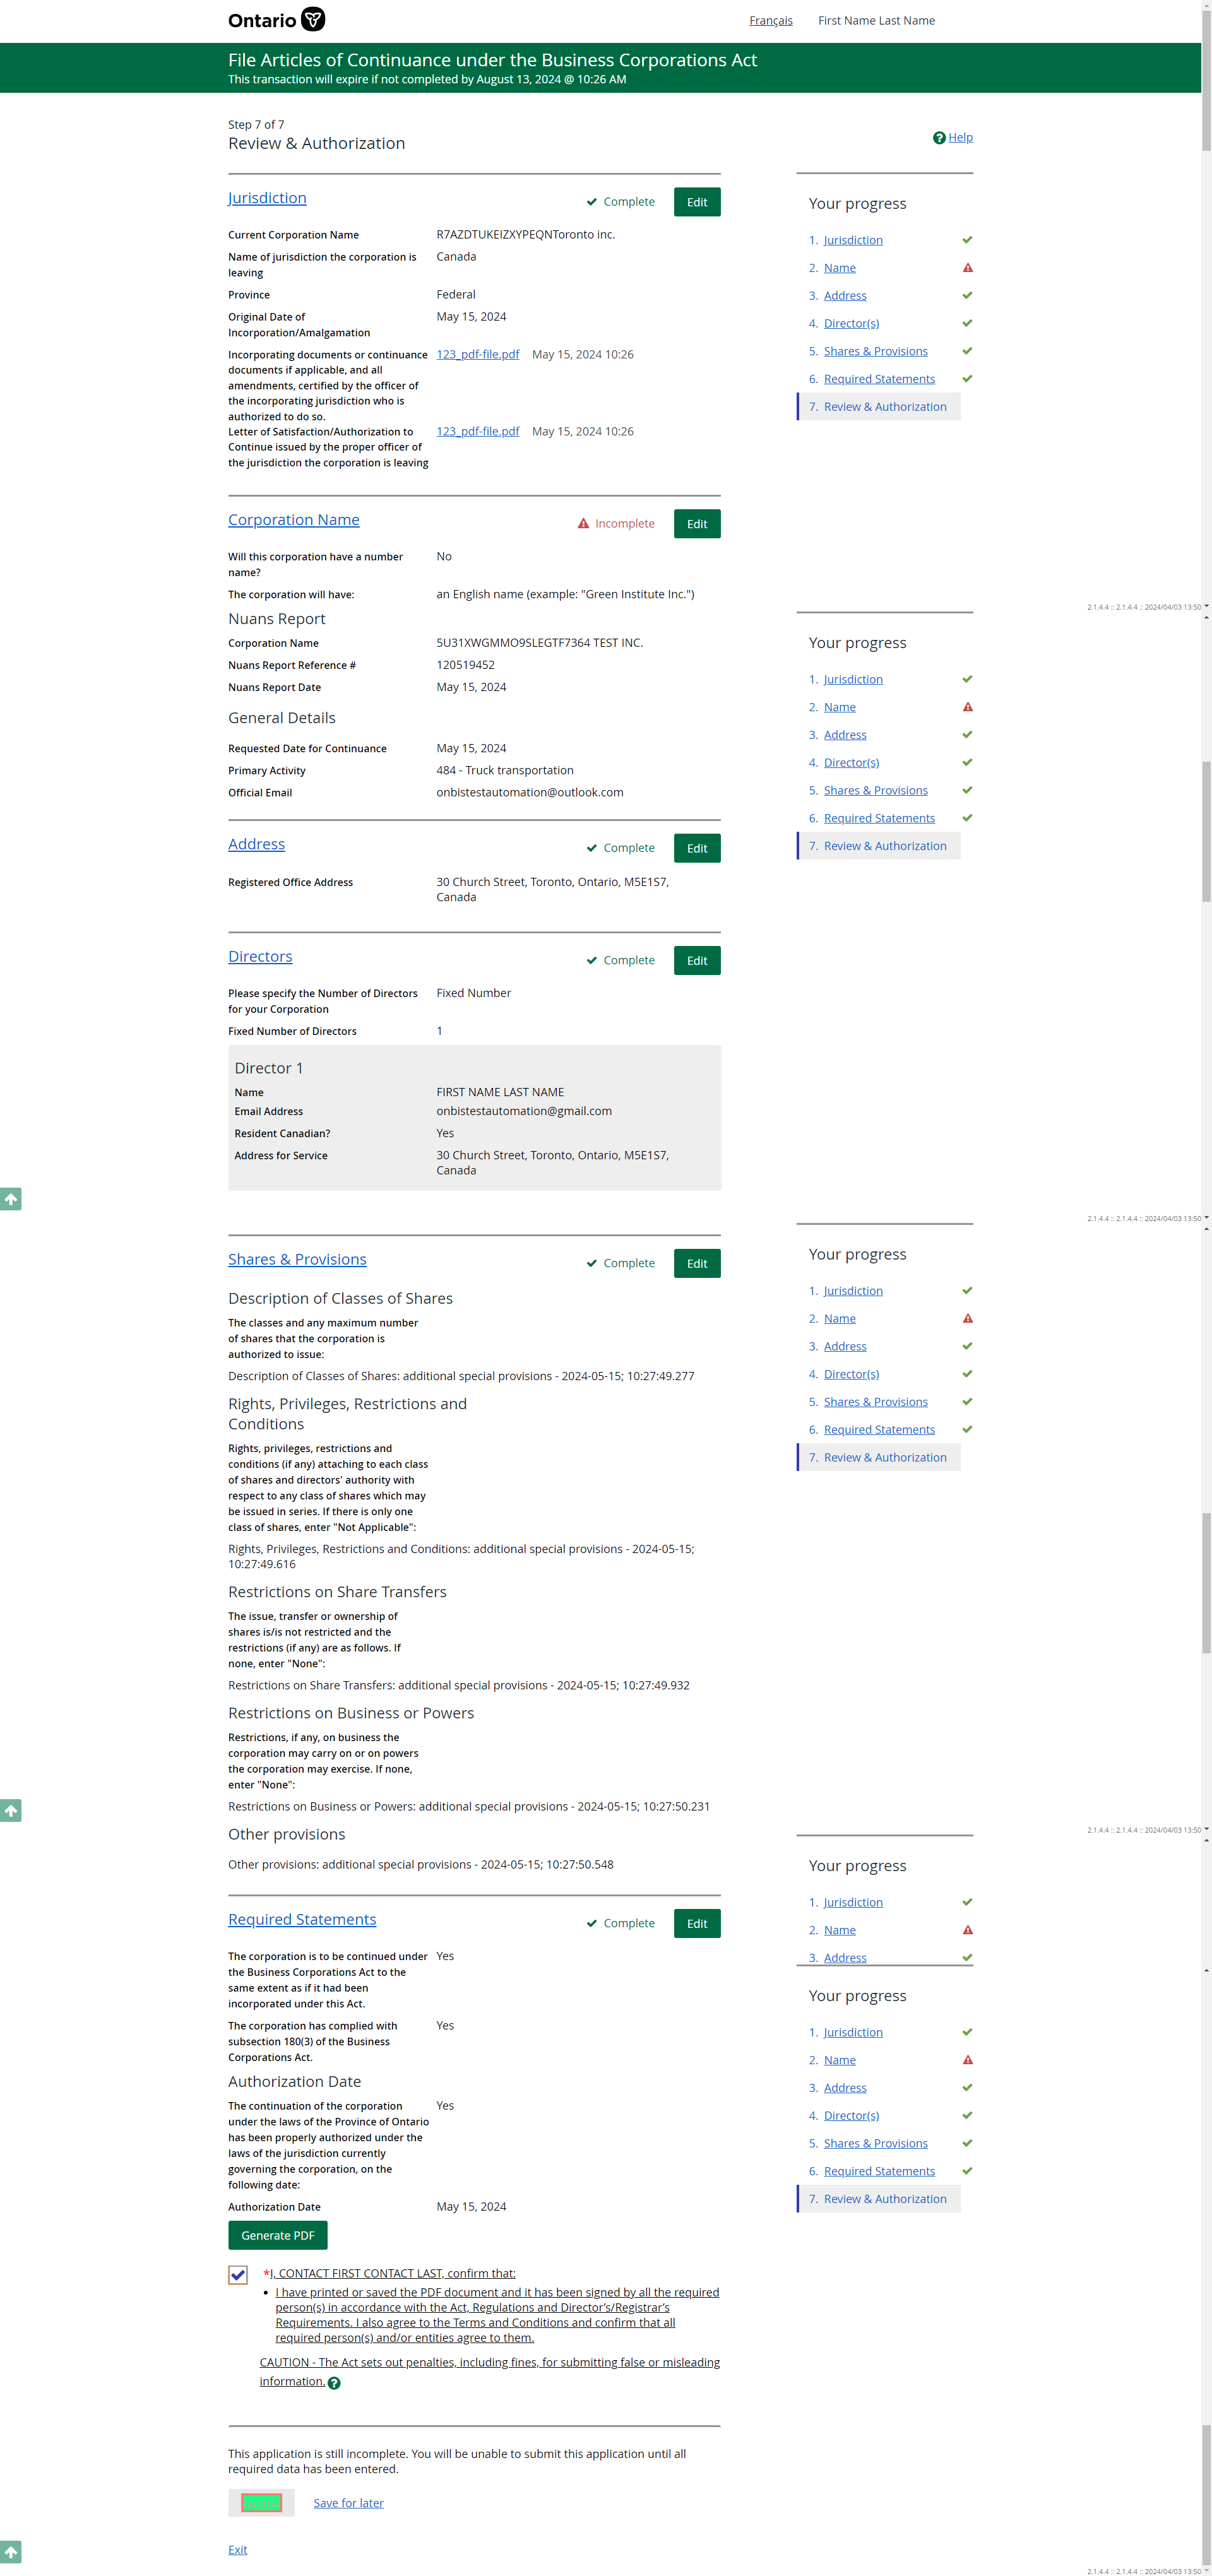 Ontario
Français
First Name Last Name
File Articles of Continuance under the Business Corporations Act
This transaction will expire if not completed by August 13, 2024 @ 10:26 AM
Step 7 of 7
Review & Authorization
Help
Jurisdiction
Complete
Edit
Current Corporation Name
R7AZDTUKEIZXYPEQNToronto inc.
Name of jurisdiction the corporation is
leaving
Canada
Province
Federal
Original Date of
Incorporation/Amalgamation
May 15, 2024
Incorporating documents or continuance
documents if applicable, and all
amendments, certified by the officer of
the incorporating jurisdiction who is
authorized to do so.
123_pdf-file.pdf
May 15, 2024 10:26
Letter of Satisfaction/Authorization to
Continue issued by the proper officer of
the jurisdiction the corporation is leaving
123_pdf-file.pdf
May 15, 2024 10:26
Your progress
1. Jurisdiction
2. Name
3. Address
4. Director(s)
5. Shares & Provisions
6. Required Statements
7. Review & Authorization
Corporation Name
Incomplete
Edit
Will this corporation have a number
name?
No
The corporation will have:
an English name (example: "Green Institute Inc.")
2.1.4.4 :: 2.1.4.4 :: 2024/04/03 13:50
Nuans Report
Corporation Name
5U31XWGMMO9SLEGTF7364 TEST INC.
Nuans Report Reference #
120519452
Nuans Report Date
May 15, 2024
General Details
Requested Date for Continuance
May 15, 2024
Primary Activity
484 - Truck transportation
Official Email
onbistestautomation@outlook.com
Your progress
1. Jurisdiction
2. Name
3. Address
4. Director(s)
5. Shares & Provisions
6. Required Statements
7. Review & Authorization
Address
Complete
Edit
Registered Office Address
30 Church Street, Toronto, Ontario, M5E1S7,
Canada
Directors
Complete
Edit
Please specify the Number of Directors
for your Corporation
Fixed Number
Fixed Number of Directors
1
Director 1
Name
FIRST NAME LAST NAME
Email Address
onbistestautomation@gmail.com
Resident Canadian?
Yes
Address for Service
30 Church Street, Toronto, Ontario, M5E1S7,
Canada
2.1.4.4 :: 2.1.4.4 :: 2024/04/03 13:50
Shares & Provisions
Complete
Edit
Description of Classes of Shares
The classes and any maximum number
of shares that the corporation is
authorized to issue:
Description of Classes of Shares: additional special provisions - 2024-05-15; 10:27:49.277
Rights, Privileges, Restrictions and
Conditions
Rights, privileges, restrictions and
conditions (if any) attaching to each class
of shares and directors' authority with
respect to any class of shares which may
be issued in series. If there is only one
class of shares, enter "Not Applicable":
Rights, Privileges, Restrictions and Conditions: additional special provisions - 2024-05-15;
10:27:49.616
Your progress
1. Jurisdiction
2. Name
3. Address
4. Director(s)
5. Shares & Provisions
6. Required Statements
7. Review & Authorization
Restrictions on Share Transfers
The issue, transfer or ownership of
shares is/is not restricted and the
restrictions (if any) are as follows. If
none, enter "None":
Restrictions on Share Transfers: additional special provisions - 2024-05-15; 10:27:49.932
Restrictions on Business or Powers
Restrictions, if any, on business the
corporation may carry on or on powers
the corporation may exercise. If none,
enter "None":
Restrictions on Business or Powers: additional special provisions - 2024-05-15; 10:27:50.231
2.1.4.4 :: 2.1.4.4 :: 2024/04/03 13:50
Other provisions
Other provisions: additional special provisions - 2024-05-15; 10:27:50.548
Your progress
1. Jurisdiction
2. Name
3. Address
Required Statements
Complete
Edit
The corporation is to be continued under
the Business Corporations Act to the
same extent as if it had been
incorporated under this Act.
Yes
The corporation has complied with
subsection 180(3) of the Business
Corporations Act.
Yes
Authorization Date
The continuation of the corporation
under the laws of the Province of Ontario
has been properly authorized under the
laws of the jurisdiction currently
governing the corporation, on the
following date:
Yes
Authorization Date
May 15, 2024
Your progress
1. Jurisdiction
2. Name
3. Address
4. Director(s)
5. Shares & Provisions
6. Required Statements
7. Review & Authorization
Generate PDF
*I, CONTACT FIRST CONTACT LAST, confirm that:
• I have printed or saved the PDF document and it has been signed by all the required
person(s) in accordance with the Act, Regulations and Director's/Registrar's
Requirements. I also agree to the Terms and Conditions and confirm that all
required person(s) and/or entities agree to them.
CAUTION - The Act sets out penalties, including fines, for submitting false or misleading
information.
This application is still incomplete. You will be unable to submit this application until all
required data has been entered.
Save for later
Exit
2.1.4.4 :: 2.1.4.4 :: 2024/04/03 13:50